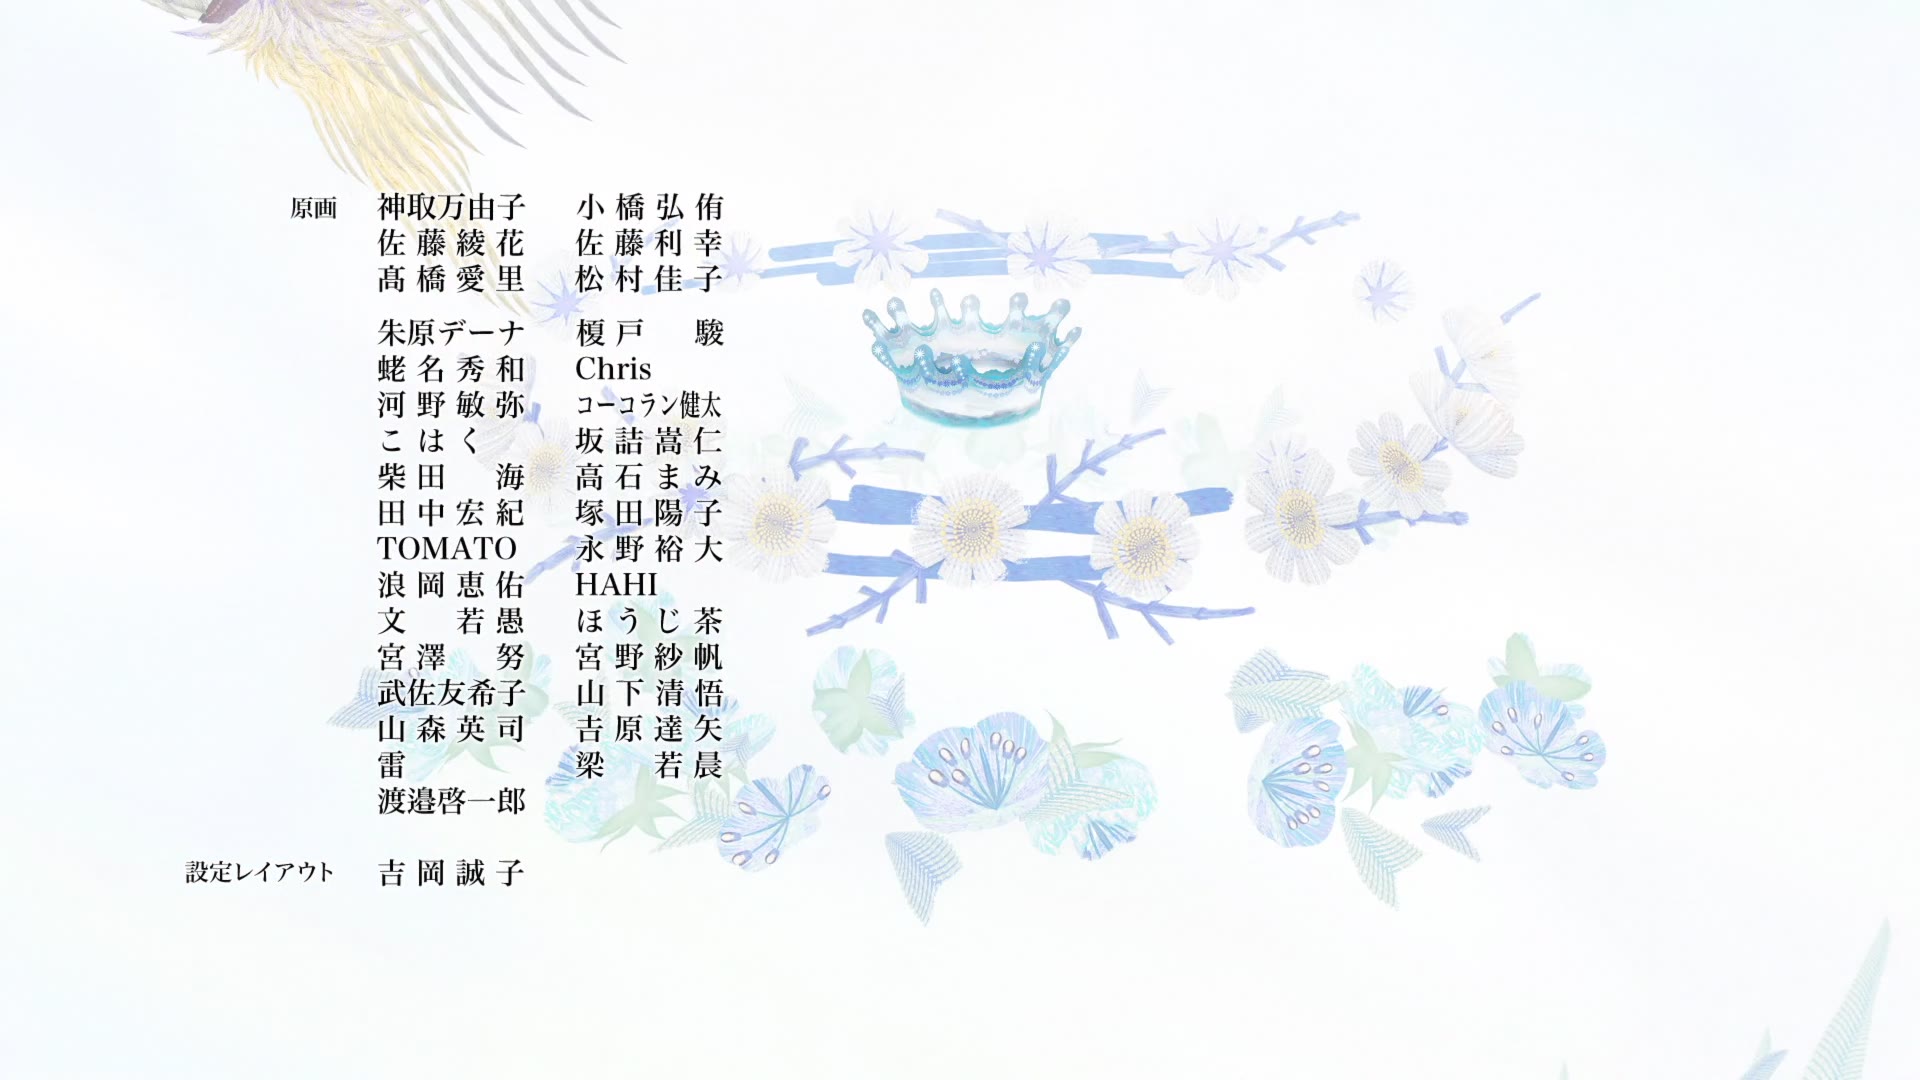 原画 神取万由子 小橋弘侑
佐藤綾花 佐藤利幸
髙橋愛里 松村佳子
朱原デーナ 榎戸駿
蛯名秀和 Chris
河野敏弥 コーコラン健太
こはく 坂詰嵩仁
柴田海 高石まみ
田中宏紀 塚田陽子
TOMATO 永野裕大
浪岡恵佑 HAHI
文若愚 ほうじ茶
宮澤努 宮野紗帆
武佐友希子 山下清悟
山森英司 𠮷原達矢
雷 梁若晨
渡邉啓一郎
設定レイアウト 吉岡誠子